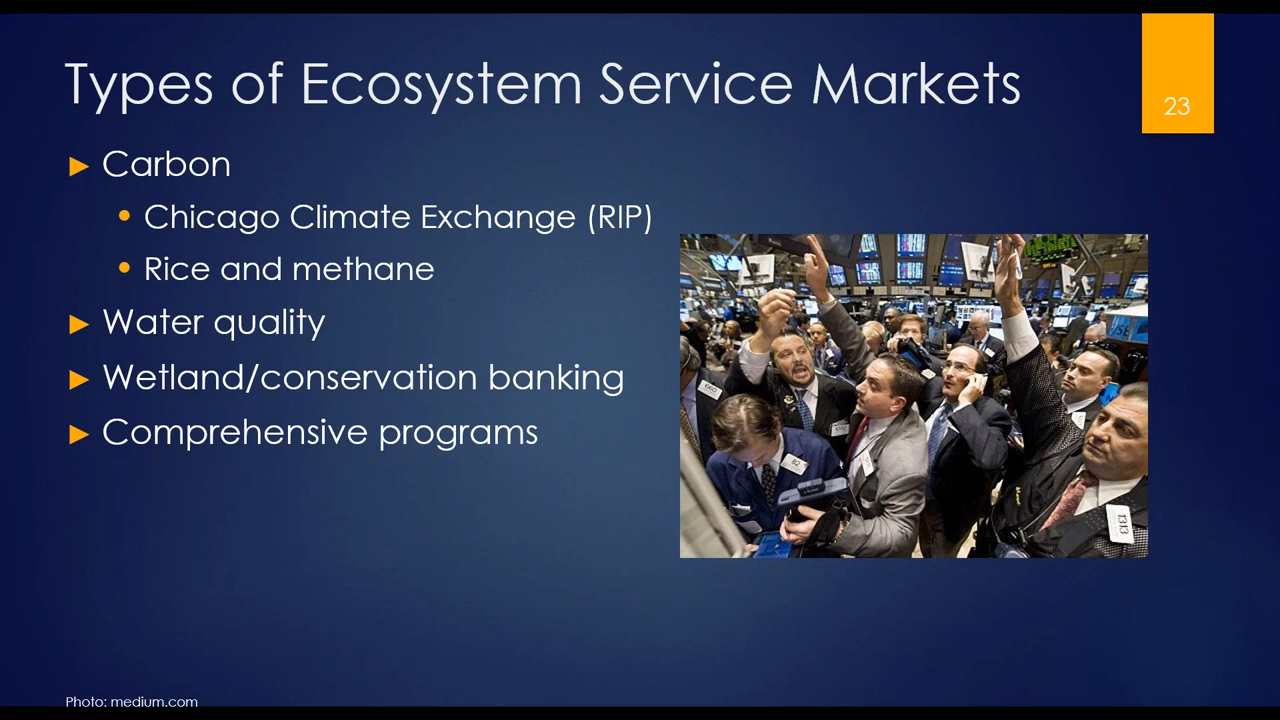 Types of Ecosystem Service Markets
23
► Carbon
• Chicago Climate Exchange (RIP)
• Rice and methane
► Water quality
► Wetland/conservation banking
► Comprehensive programs
1313
Photo: medium.com